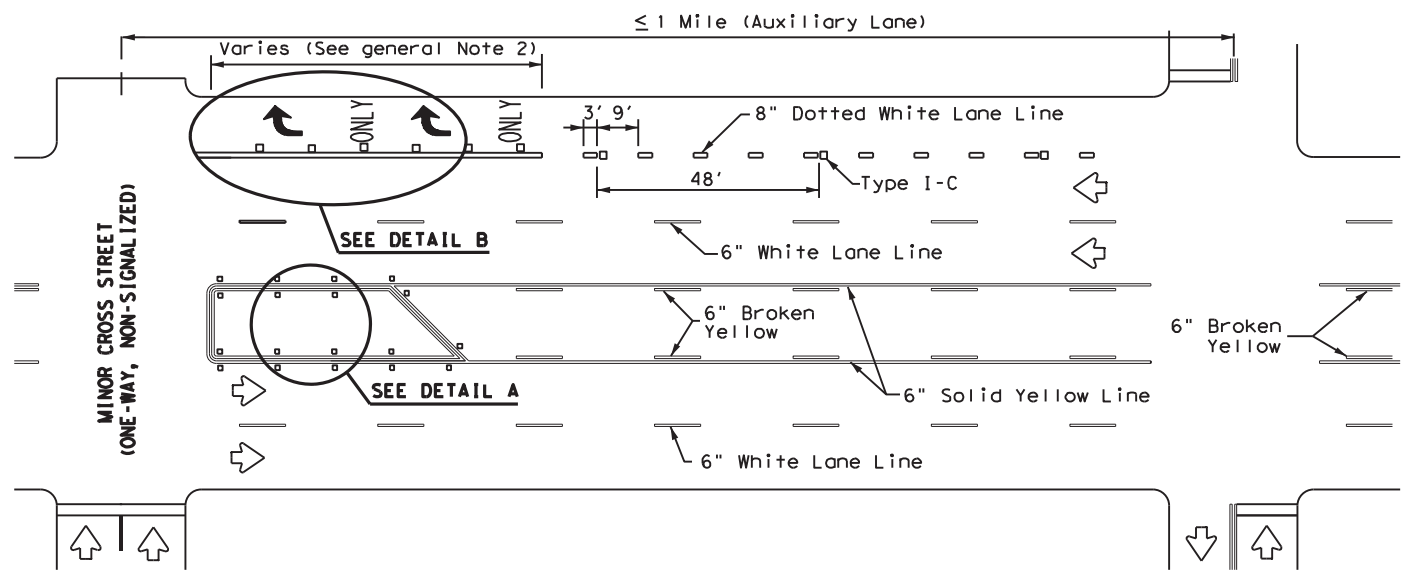 ≤ 1 Mile (Auxiliary Lane)
Varies (See general Note 2)
ONLY
ONLY
3' 9'
8" Dotted White Lane Line
48'
Type I-C
SEE DETAIL B
6" White Lane Line
MINOR CROSS STREET
(ONE-WAY, NON-SIGNALIZED)
6" Broken
Yellow
6" Broken
Yellow
SEE DETAIL A
6" Solid Yellow Line
6" White Lane Line